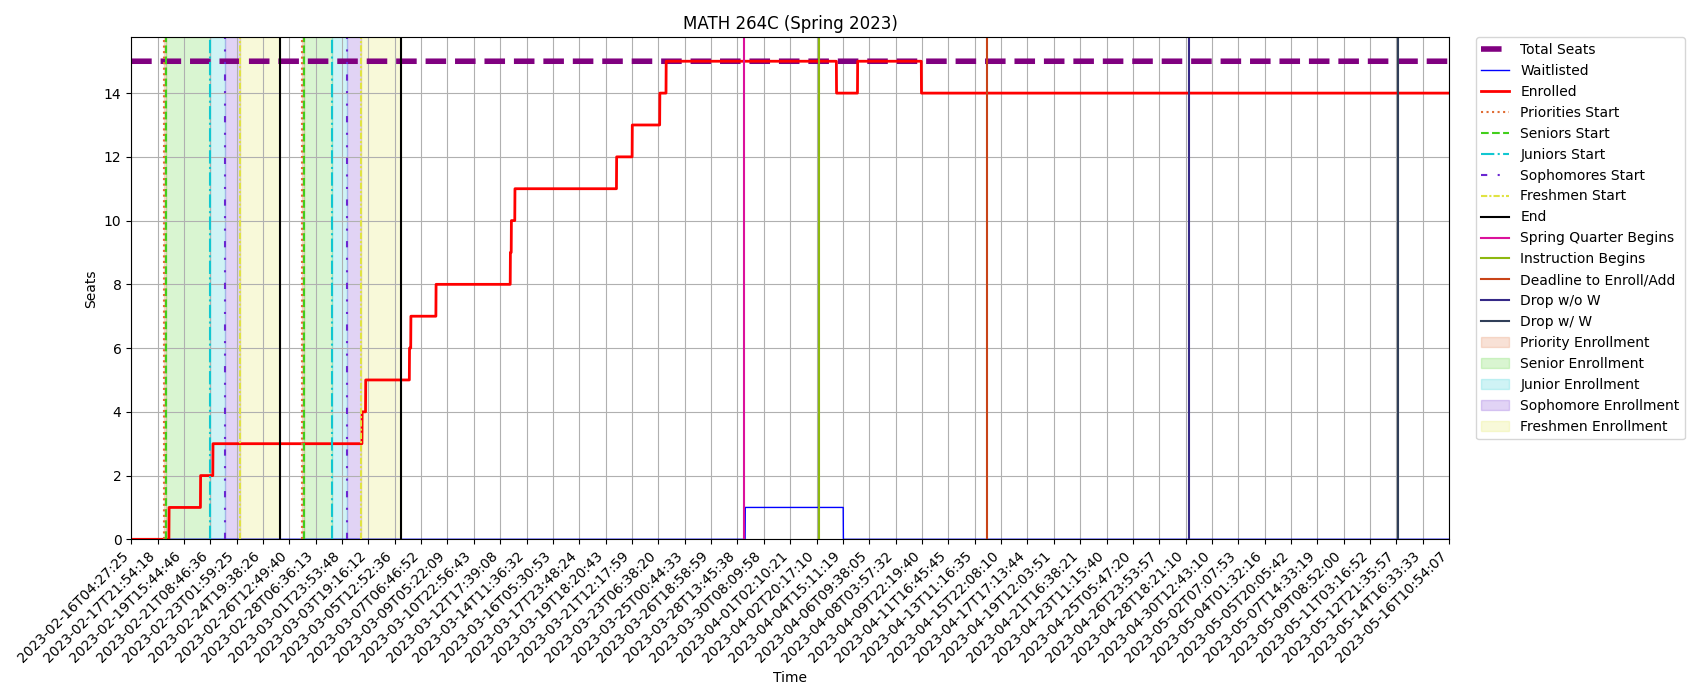 MATH 264C (Spring 2023)
Seats
14
12
10
8
6
4
2
0
2023-02-16T04:27:25
2023-02-17T21:54:18
2023-02-19T15:44:46
2023-02-21T08:46:36
2023-02-23T01:59:25
2023-02-24T19:38:26
2023-02-26T12:49:40
2023-02-28T06:36:13
2023-03-01T23:53:48
2023-03-03T19:16:12
2023-03-05T12:52:36
2023-03-07T06:46:52
2023-03-09T05:22:09
2023-03-10T22:56:43
2023-03-12T17:39:08
2023-03-14T11:36:32
2023-03-16T05:30:53
2023-03-17T23:48:24
2023-03-19T18:20:43
2023-03-21T12:17:59
2023-03-23T06:38:20
2023-03-25T00:44:33
2023-03-26T18:58:59
2023-03-28T13:45:38
2023-03-30T08:09:58
2023-04-01T02:10:21
2023-04-02T20:17:10
2023-04-04T15:11:19
2023-04-06T09:38:05
2023-04-08T03:57:32
2023-04-09T22:19:40
2023-04-11T16:45:45
2023-04-13T11:16:35
2023-04-15T22:08:10
2023-04-17T17:13:44
2023-04-19T12:03:51
2023-04-21T16:38:21
2023-04-23T11:15:40
2023-04-25T05:47:20
2023-04-26T23:53:57
2023-04-28T18:21:10
2023-04-30T12:43:10
2023-05-02T07:07:53
2023-05-04T01:32:16
2023-05-05T20:05:42
2023-05-07T14:33:19
2023-05-09T08:52:00
2023-05-11T03:16:52
2023-05-12T21:35:57
2023-05-14T16:33:33
2023-05-16T10:54:07
Time
Total Seats
Waitlisted
Enrolled
Priorities Start
Seniors Start
Juniors Start
Sophomores Start
Freshmen Start
End
Spring Quarter Begins
Instruction Begins
Deadline to Enroll/Add
Drop w/o W
Drop w/ W
Priority Enrollment
Senior Enrollment
Junior Enrollment
Sophomore Enrollment
Freshmen Enrollment